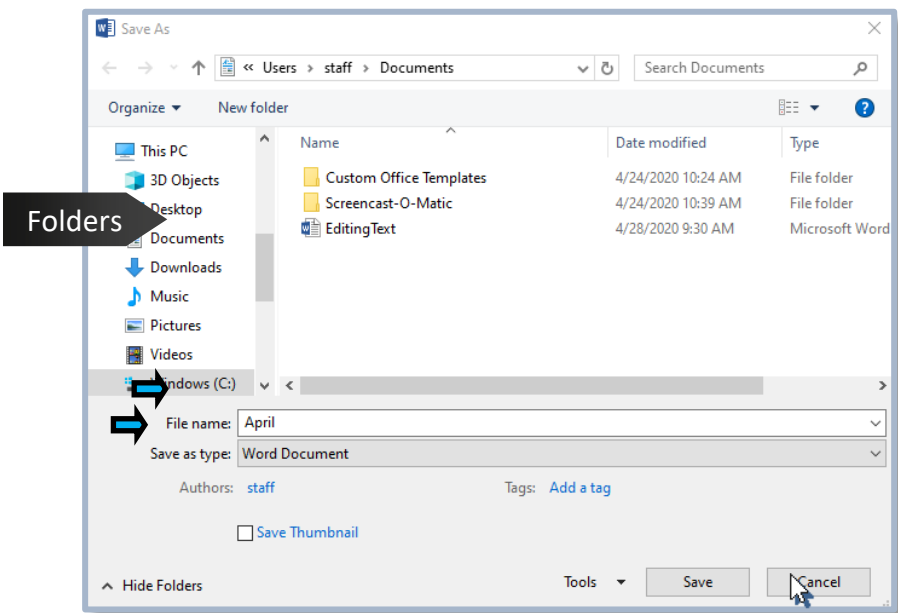 Save As
« Users › staff › Documents
Search Documents
Organize
New folder
?
Name
Date modified
Type
This PC
3D Objects
Desktop
Documents
Downloads
Music
Pictures
Videos
Windows (C:)
Folders
Custom Office Templates 4/24/2020 10:24 AM File folder
Screencast-O-Matic 4/24/2020 10:39 AM File folder
EditingText 4/28/2020 9:30 AM Microsoft Word
File name: April
Save as type: Word Document
Authors: staff
Tags: Add a tag
Save Thumbnail
Hide Folders
Tools
Save
Cancel